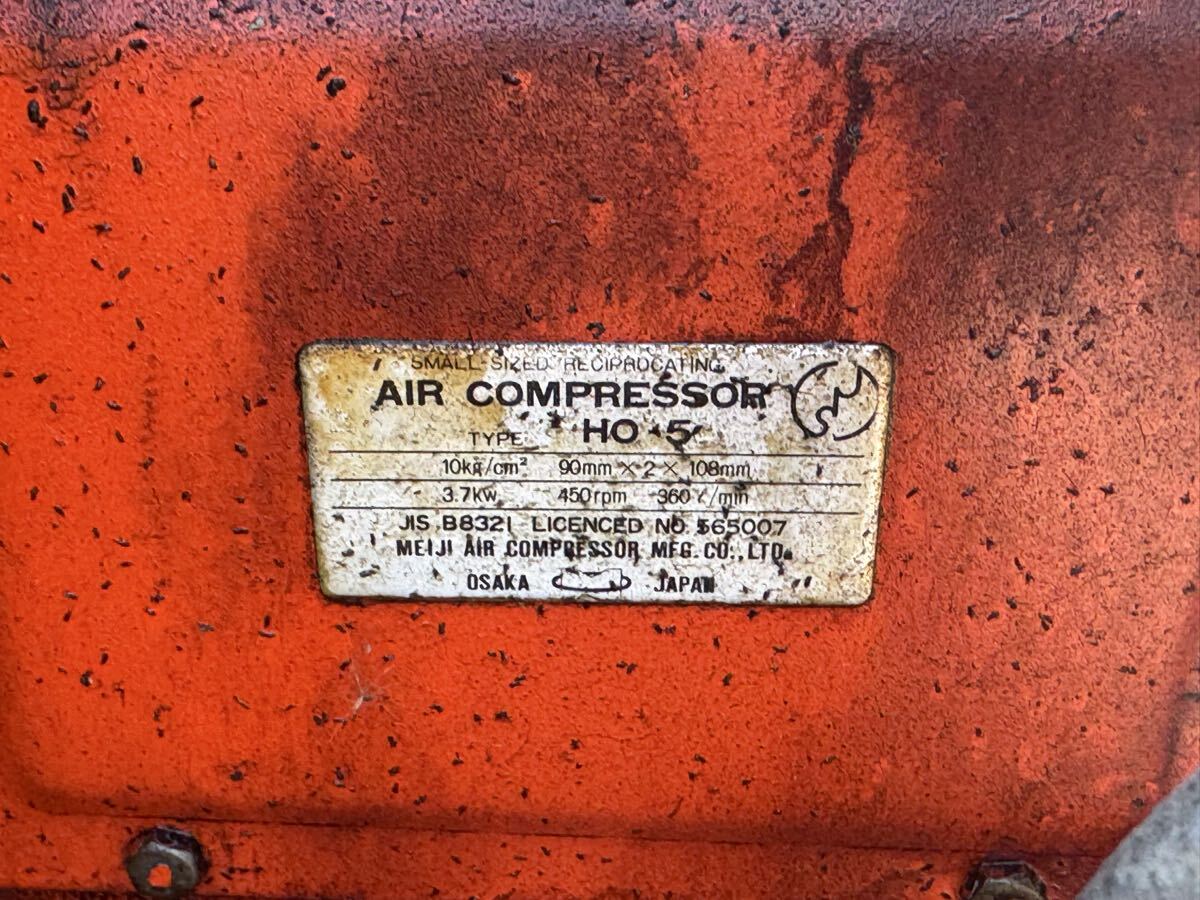 SMALL SIZED RECIPROCATING
AIR COMPRESSOR
TYPE HO-5
10kg/cm² 90mm × 2 × 108mm
3.7kw 450rpm 360ℓ/min
JIS B8321 LICENCED NO. 565007
MEIJI AIR COMPRESSOR MFG. CO., LTD.
OSAKA JAPAN